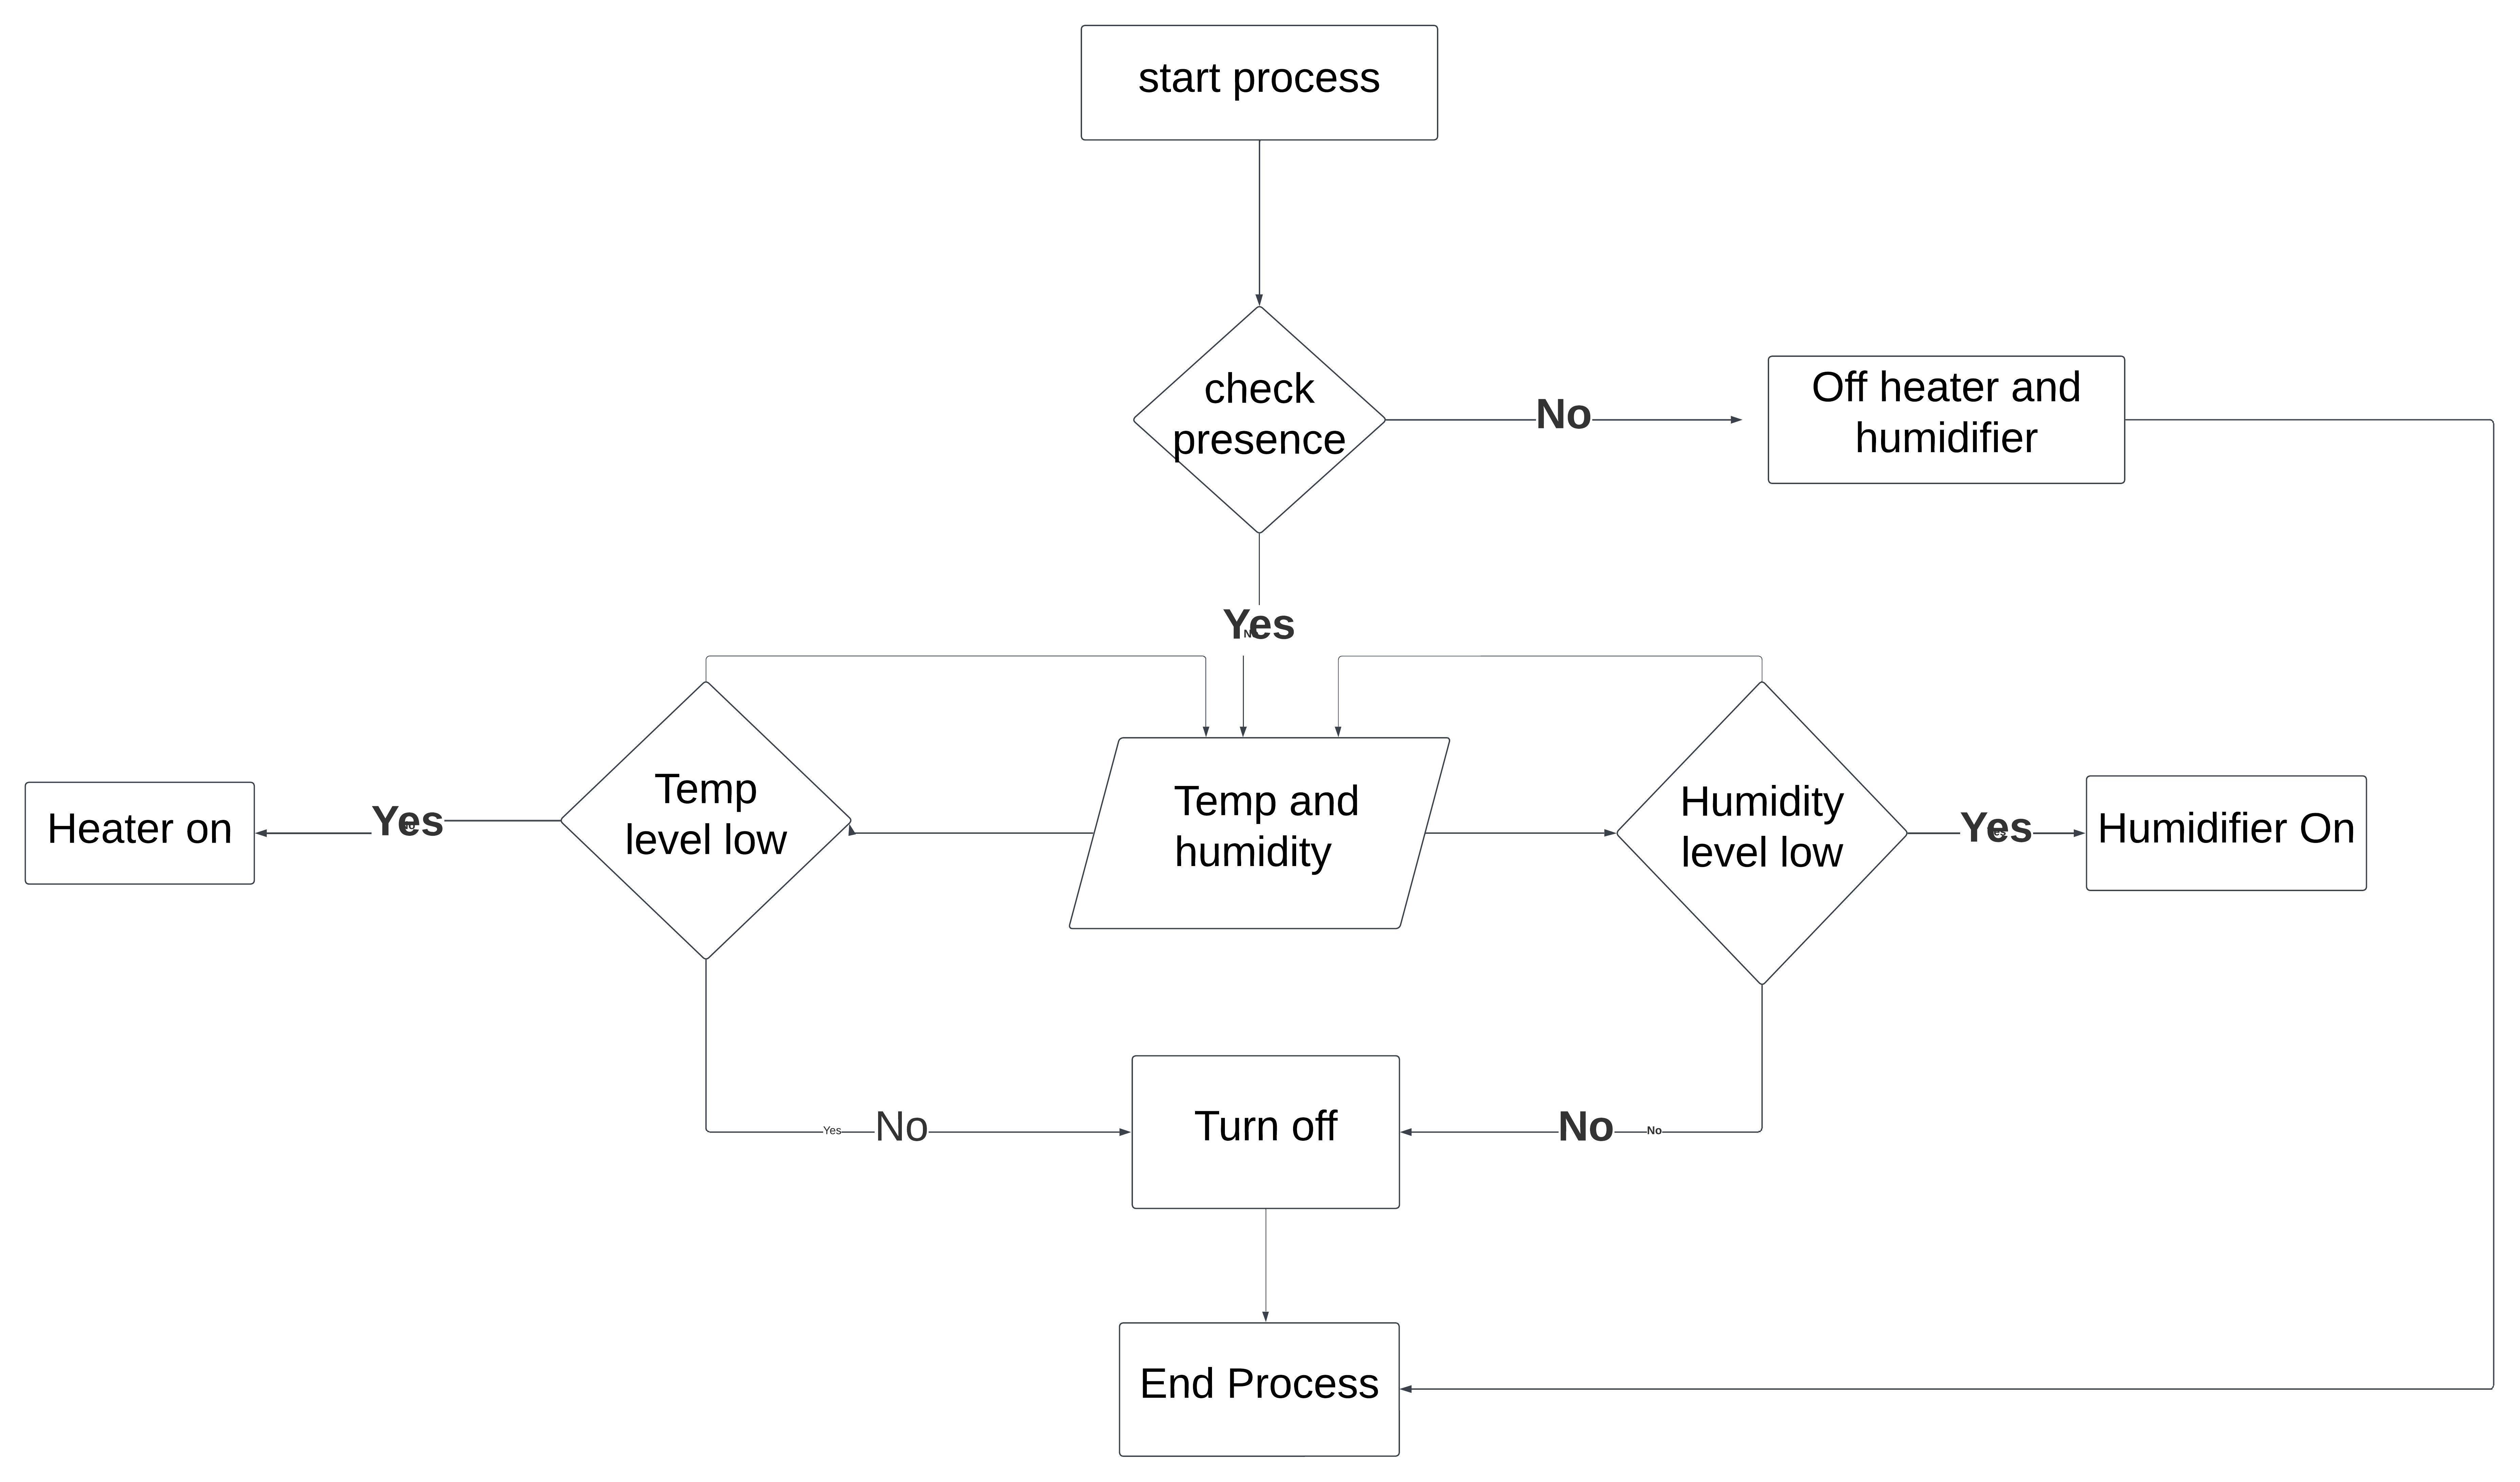 start process
check
presence
No
Off heater and
humidifier
Yes
No
Temp
level low
Temp and
humidity
Humidity
level low
Heater on
Yes
Yes
Humidifier On
Yes
No
Turn off
No
No
End Process